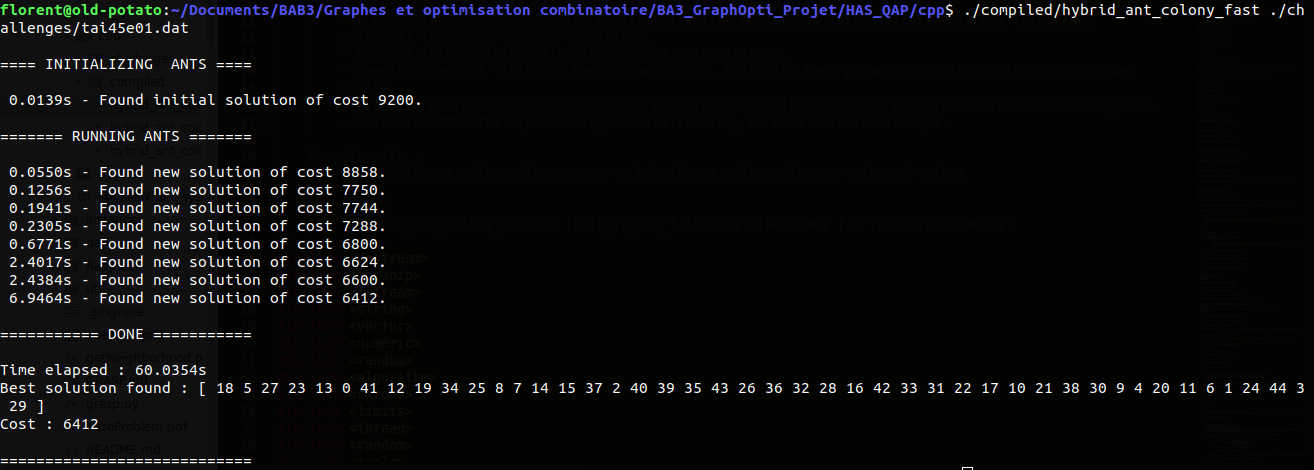 florent@old-potato:~/Documents/BAB3/Graphes et optimisation combinatoire/BA3_GraphOpti_Projet/HAS_QAP/cpp$ ./compiled/hybrid_ant_colony_fast ./ch
allenges/tai45e01.dat
==== INITIALIZING  ANTS ====
0.0139s - Found initial solution of cost 9200.
======= RUNNING ANTS =======
0.0550s - Found new solution of cost 8858.
0.1256s - Found new solution of cost 7750.
0.1941s - Found new solution of cost 7744.
0.2305s - Found new solution of cost 7288.
0.6771s - Found new solution of cost 6800.
2.4017s - Found new solution of cost 6624.
2.4384s - Found new solution of cost 6600.
6.9464s - Found new solution of cost 6412.
=========== DONE ===========
Time elapsed : 60.0354s
Best solution found : [ 18 5 27 23 13 0 41 12 19 34 25 8 7 14 15 37 2 40 39 35 43 26 36 32 28 16 42 33 31 22 17 10 21 38 30 9 4 20 11 6 1 24 44 3
29 ]
Cost : 6412
============================